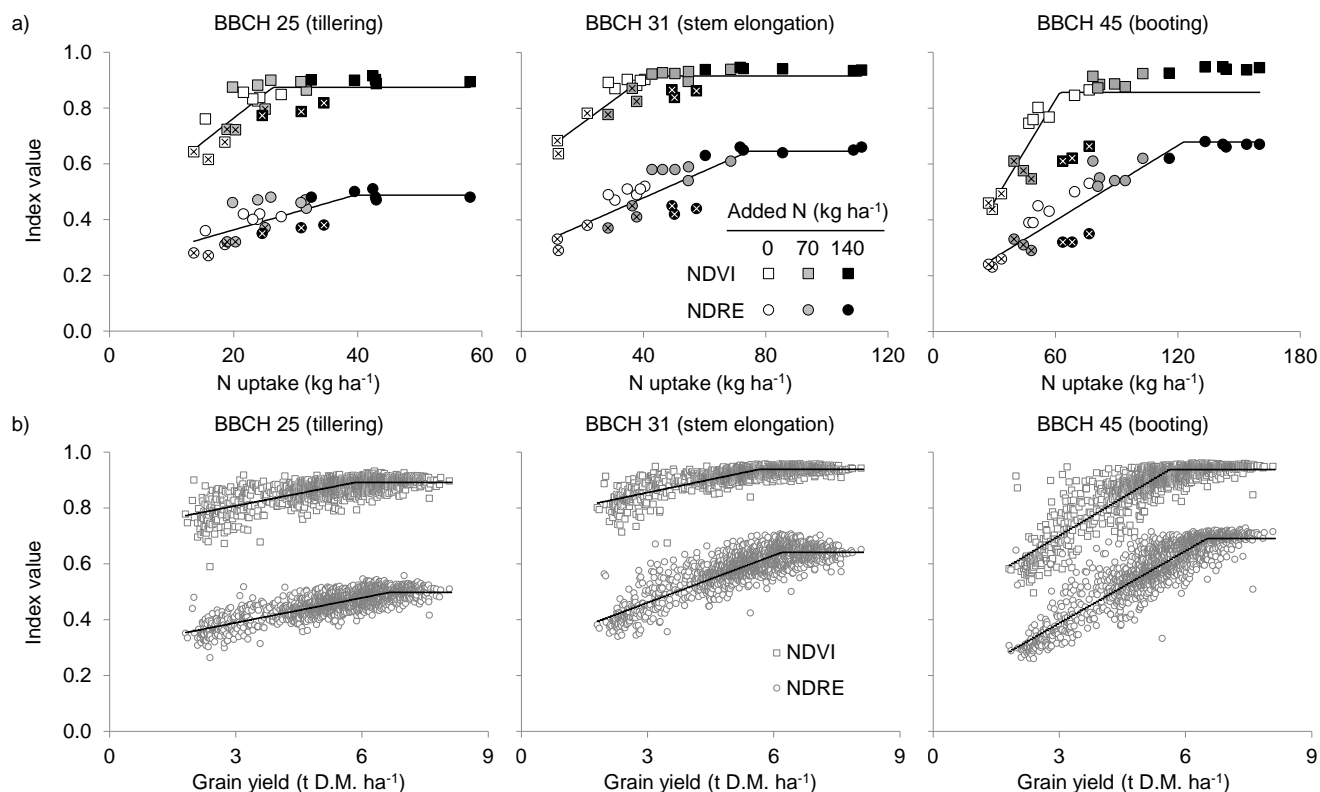 a)
BBCH 25 (tillering)
BBCH 31 (stem elongation)
BBCH 45 (booting)
Index value
1.0
0.8
0.6
0.4
0.2
0.0
0 20 40 60
0 40 80 120
0 60 120 180
N uptake (kg ha⁻¹)
N uptake (kg ha⁻¹)
N uptake (kg ha⁻¹)
Added N (kg ha⁻¹)
0 70 140
NDVI
NDRE
b)
BBCH 25 (tillering)
BBCH 31 (stem elongation)
BBCH 45 (booting)
Index value
1.0
0.8
0.6
0.4
0.2
0.0
NDVI
NDRE
0 3 6 9
0 3 6 9
0 3 6 9
Grain yield (t D.M. ha⁻¹)
Grain yield (t D.M. ha⁻¹)
Grain yield (t D.M. ha⁻¹)